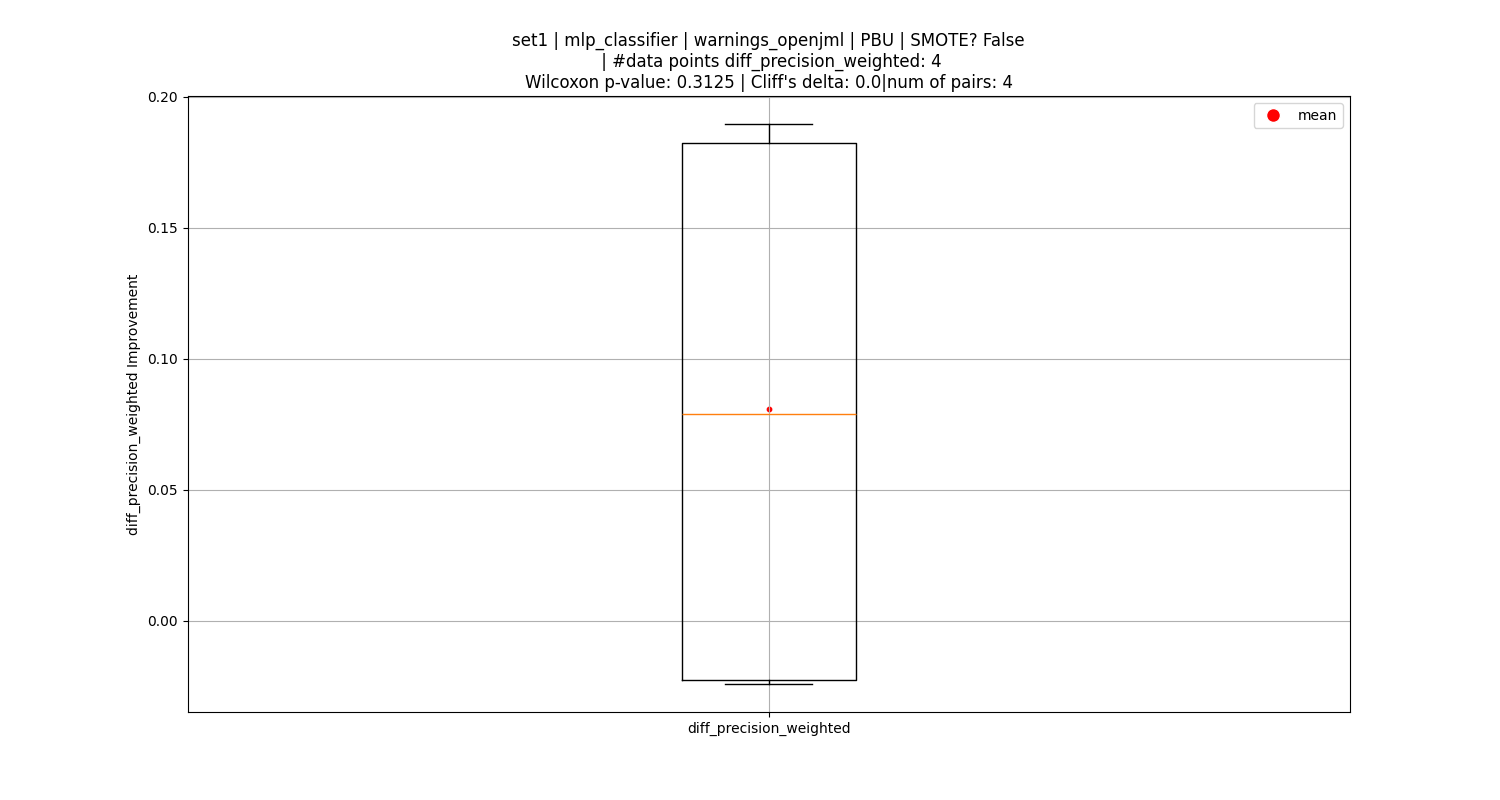 set1 | mlp_classifier | warnings_openjml | PBU | SMOTE? False
| #data points diff_precision_weighted: 4
Wilcoxon p-value: 0.3125 | Cliff's delta: 0.0|num of pairs: 4
mean
0.20
0.15
0.10
0.05
0.00
diff_precision_weighted Improvement
diff_precision_weighted